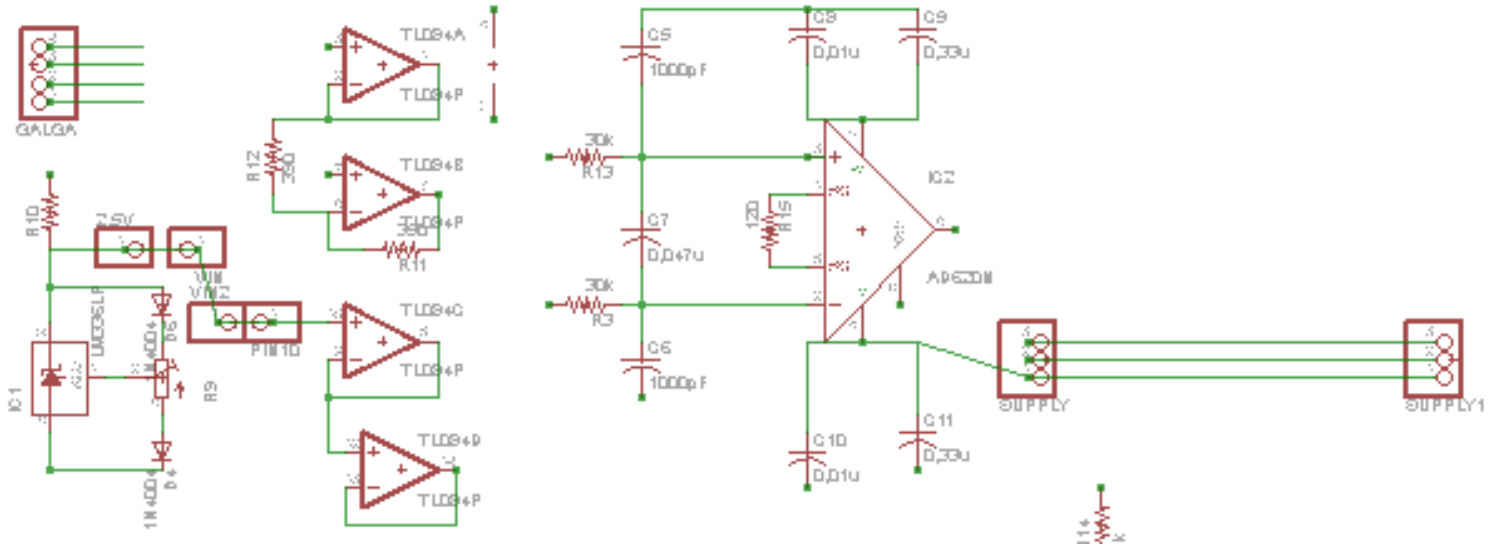 GALGA
TL084A
TL084P
C5
1000pF
C8
0,01u
C9
0,33u
R12
390
TL084B
TL084P
390
R11
30k
R13
C7
0,047u
120
R15
IC2
AD620N
R10
2.5V
VIN
VIN2
PIN10
LM336LP
IC1
1N4004
D6
R9
1N4004
D4
TL084C
TL084P
TL084D
TL084P
30k
R3
C6
1000pF
C10
0,01u
C11
0,33u
SUPPLY
SUPPLY1
k